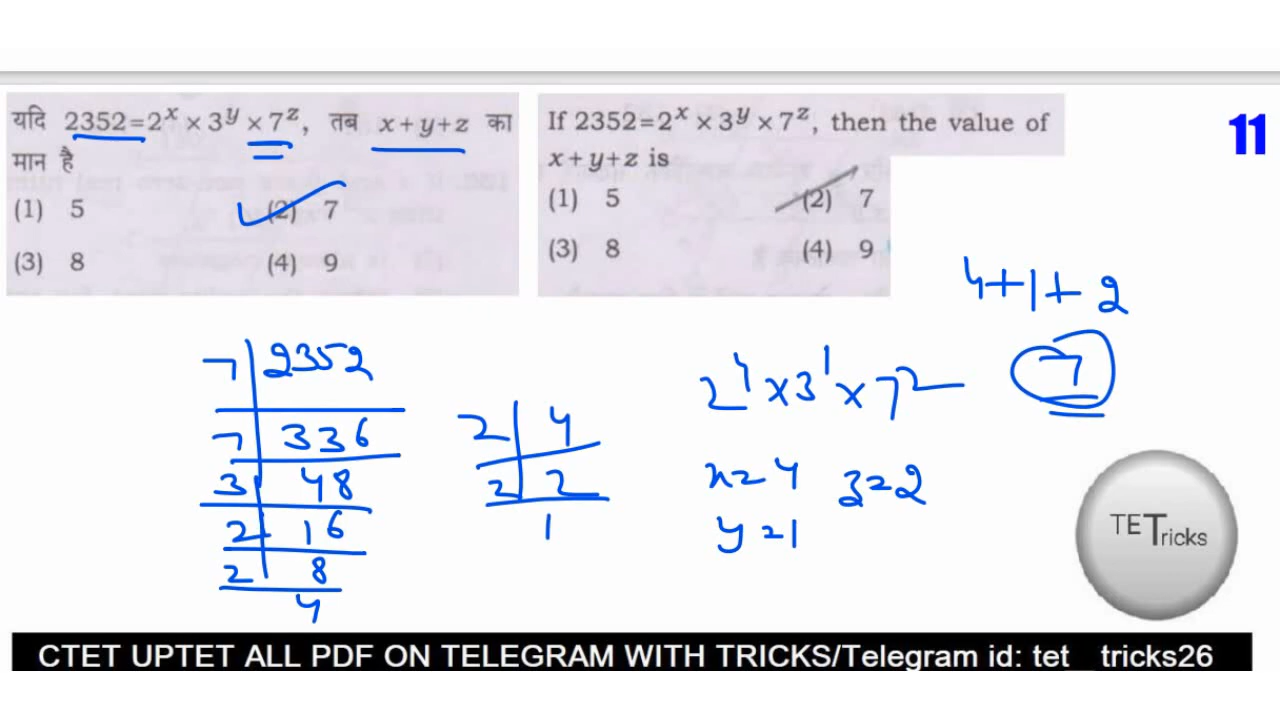 यदि 2352=2^x × 3^y × 7^z, तब x+y+z का
मान है
(1) 5 (2) 7
(3) 8 (4) 9
If 2352=2^x × 3^y × 7^z, then the value of
x+y+z is
(1) 5 (2) 7
(3) 8 (4) 9
11
4+1+2
7
7 2352
7 336
3 48
2 16
2 8
4
2 4
2 2
1
2^4 × 3^1 × 7^2
x=4 z=2
y=1
TETricks
CTET UPTET ALL PDF ON TELEGRAM WITH TRICKS/Telegram id: tet__tricks26